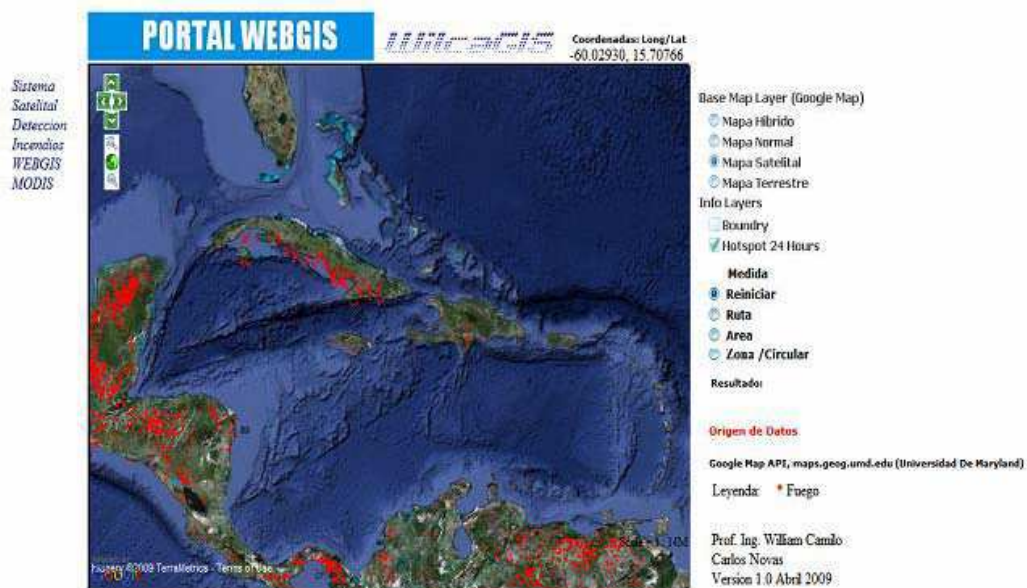 PORTAL WEBGIS
Coordenadas: Long/Lat
-60.02930, 15.70766
Sistema
Satelital
Deteccion
Incendios
WEBGIS
MODIS
Base Map Layer (Google Map)
Mapa Hibrido
Mapa Normal
Mapa Satelital
Mapa Terrestre
Info Layers
Boundry
Hotspot 24 Hours
Medida
Reiniciar
Ruta
Area
Zona /Circular
Resultado:
Origen de Datos
Google Map API, maps.geog.umd.edu (Universidad De Maryland)
Leyenda: Fuego
Prof. Ing. William Camilo
Carlos Novas
Version 1.0 Abril 2009
©2009 TerraMetrics - Terms of Use